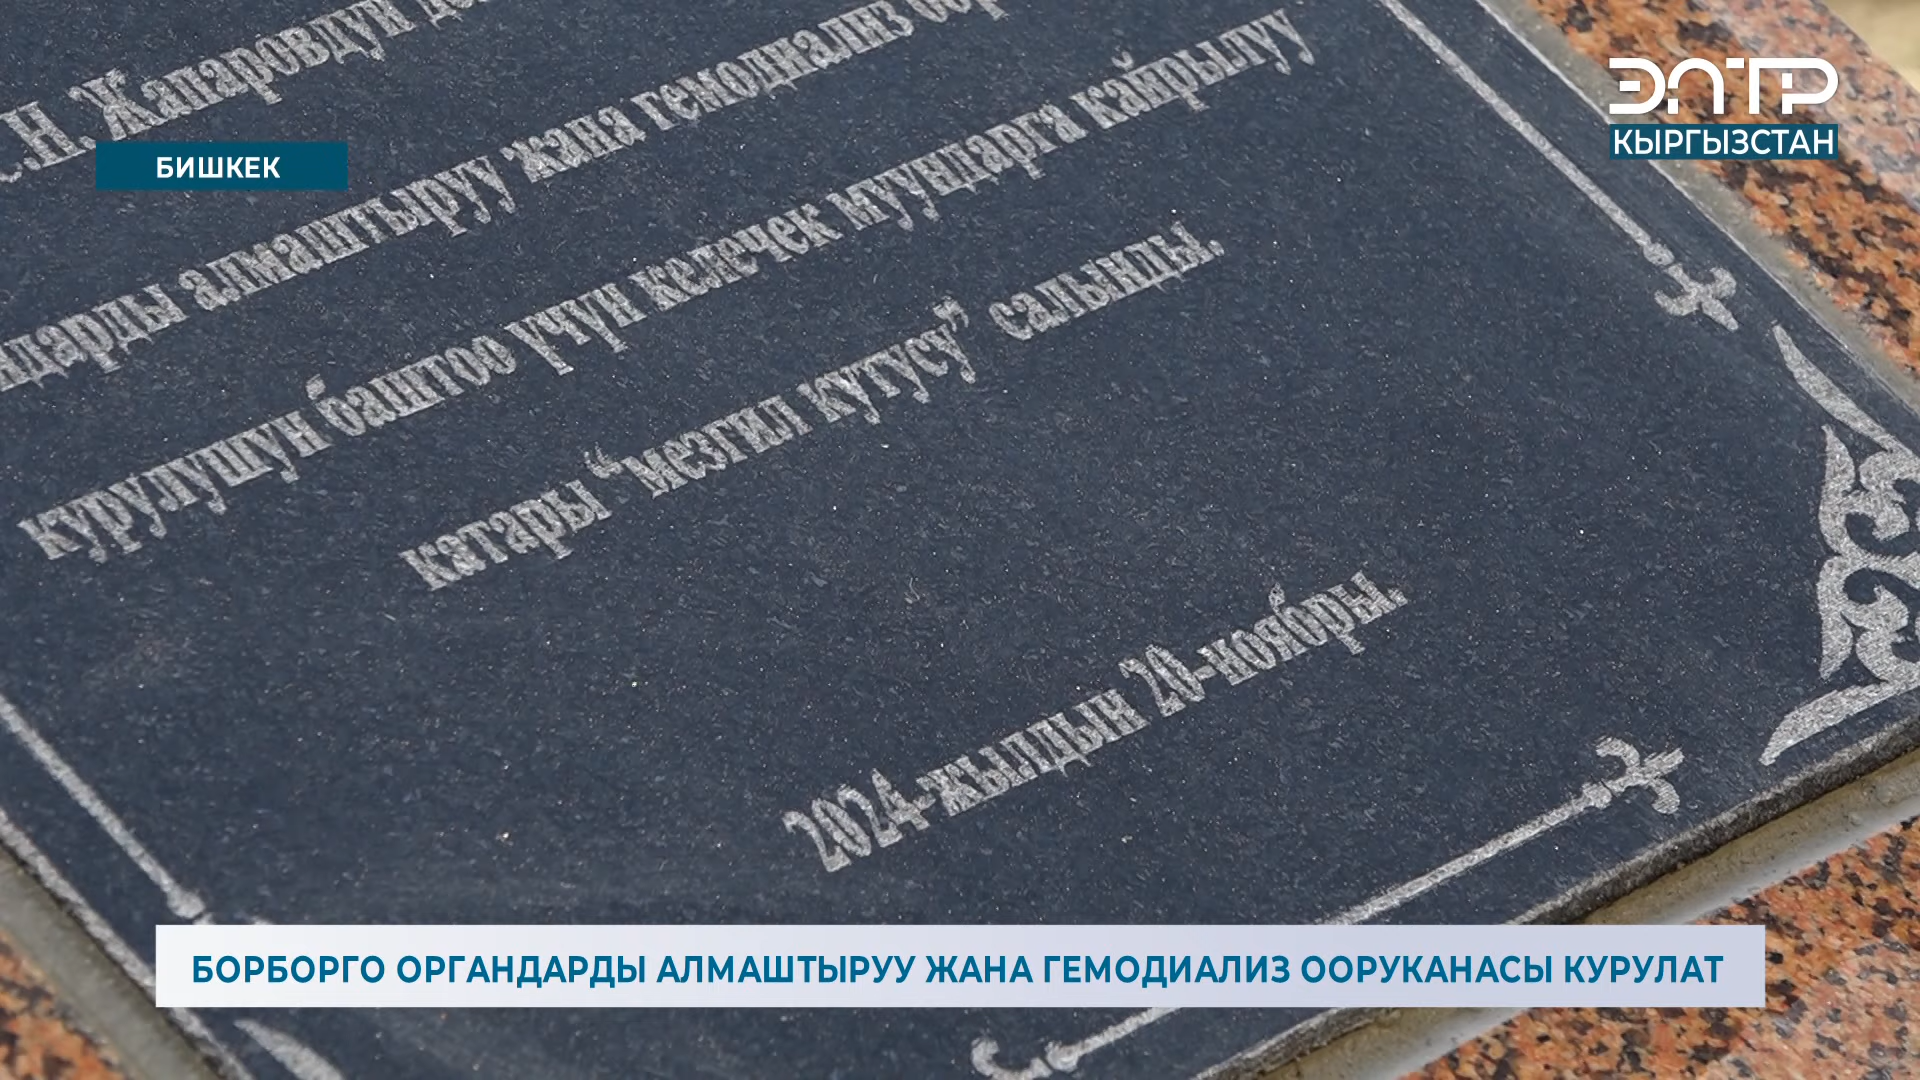 С.Н. Жапаровдун
ндарды алмаштыруу жана гемодиализ
курулушун баштоо үчүн келечек муундарга кайрылуу
катары “мезгил кутусу” салынды.
2024-жылдын 20-ноябры.
БИШКЕК
ЭЛТР
КЫРГЫЗСТАН
БОРБОРГО ОРГАНДАРДЫ АЛМАШТЫРУУ ЖАНА ГЕМОДИАЛИЗ ООРУКАНАСЫ КУРУЛАТ